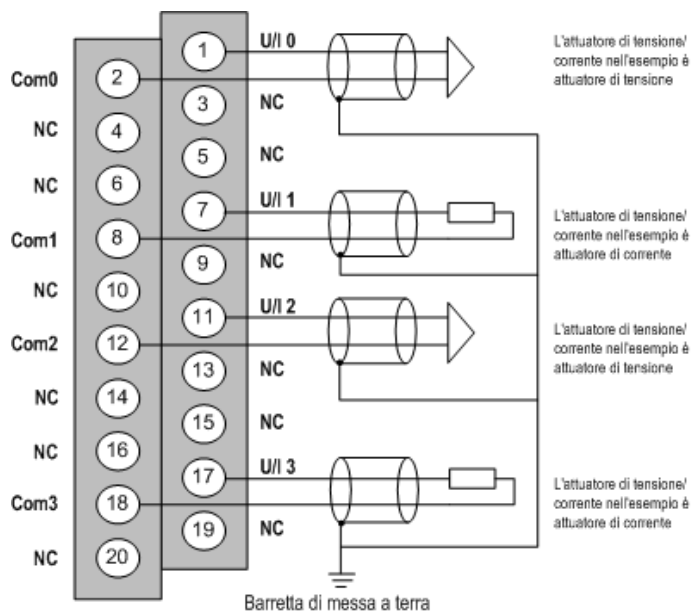 1 U/I 0
Com0 2
3 NC
NC 4
5 NC
NC 6
7 U/I 1
Com1 8
9 NC
NC 10
11 U/I 2
Com2 12
13 NC
NC 14
15 NC
NC 16
17 U/I 3
Com3 18
19 NC
NC 20
L'attuatore di tensione/
corrente nell'esempio è
attuatore di tensione
L'attuatore di tensione/
corrente nell'esempio è
attuatore di corrente
L'attuatore di tensione/
corrente nell'esempio è
attuatore di tensione
L'attuatore di tensione/
corrente nell'esempio è
attuatore di corrente
Barretta di messa a terra